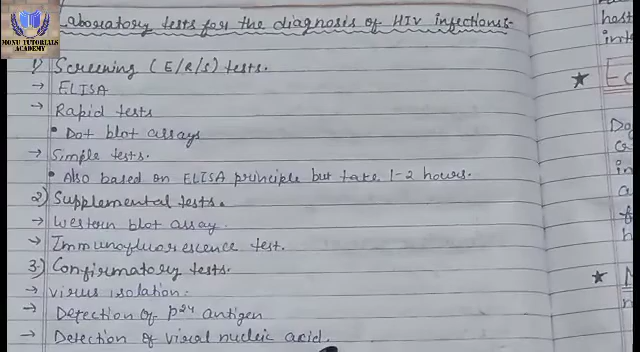 MONU TUTORIALS
ACADEMY
Laboratory tests for the diagnosis of HIV infections:-
1) Screening (E/R/S) tests.
→ ELISA
→ Rapid tests
• Dot blot assays
→ Simple tests.
• Also based on ELISA principle but take 1-2 hours.
2) Supplemental tests.
→ Western blot assay.
→ Immunofluorescence test.
3) Confirmatory tests.
→ Virus isolation:
→ Detection of p24 antigen
→ Detection of viral nucleic acid.
host